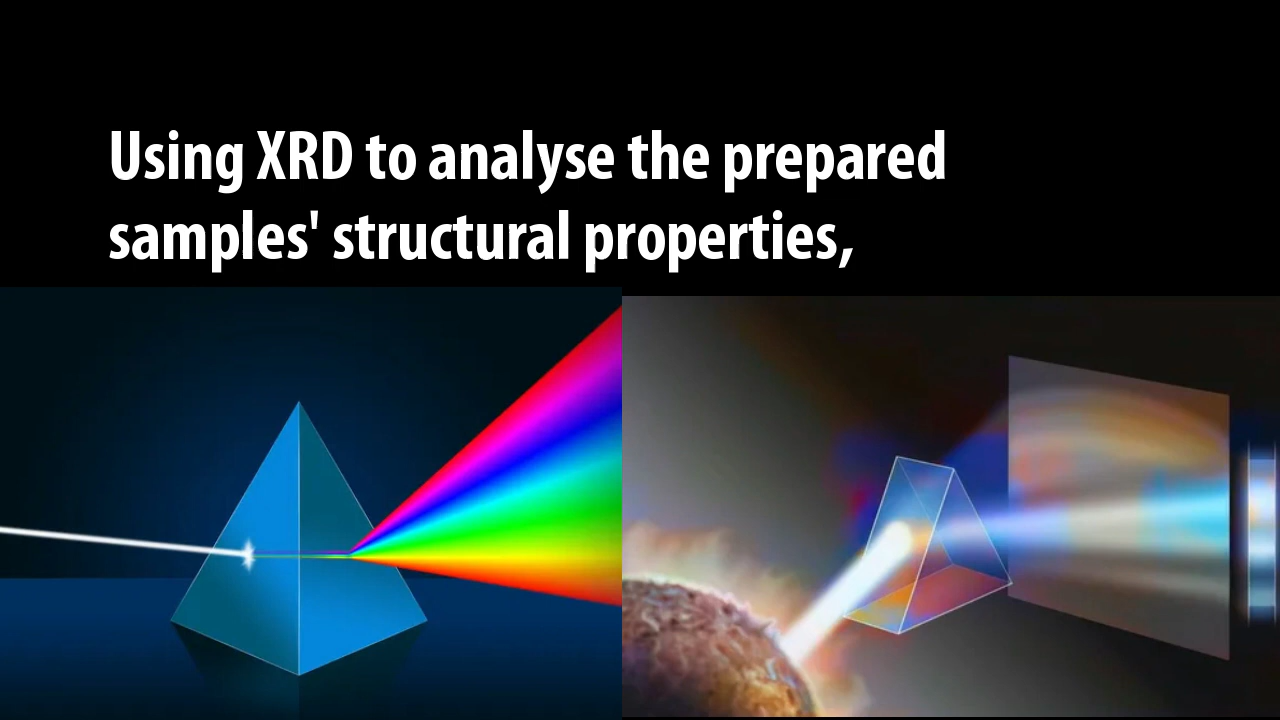 Using XRD to analyse the prepared
samples' structural properties,